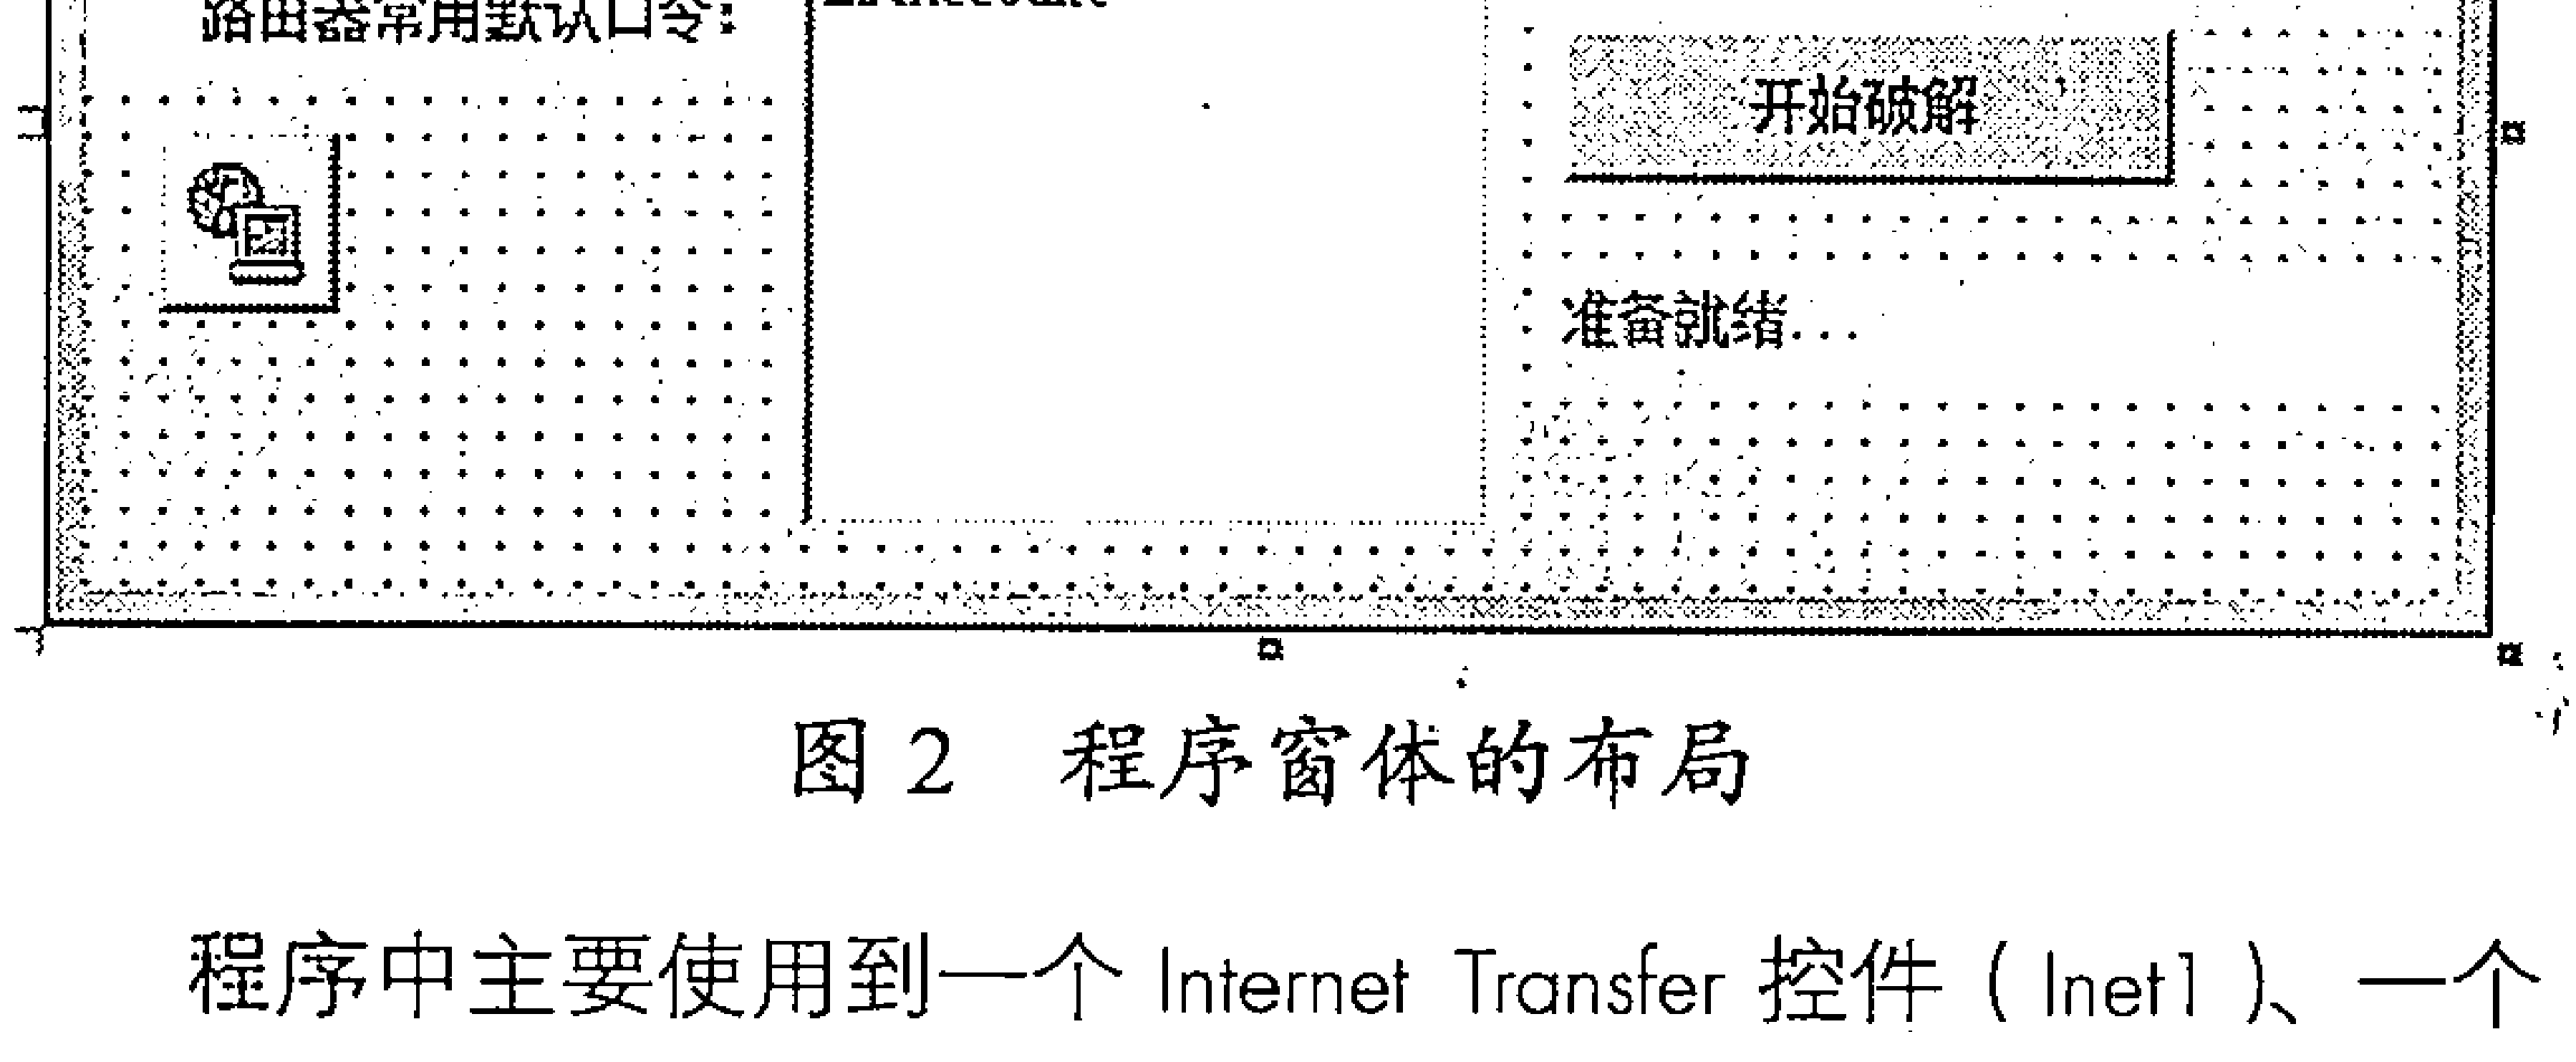 路由器常用默认口令:
开始破解
准备就绪...
图 2 程序窗体的布局
程序中主要使用到一个 Internet Transfer 控件 ( Inet1 )、一个